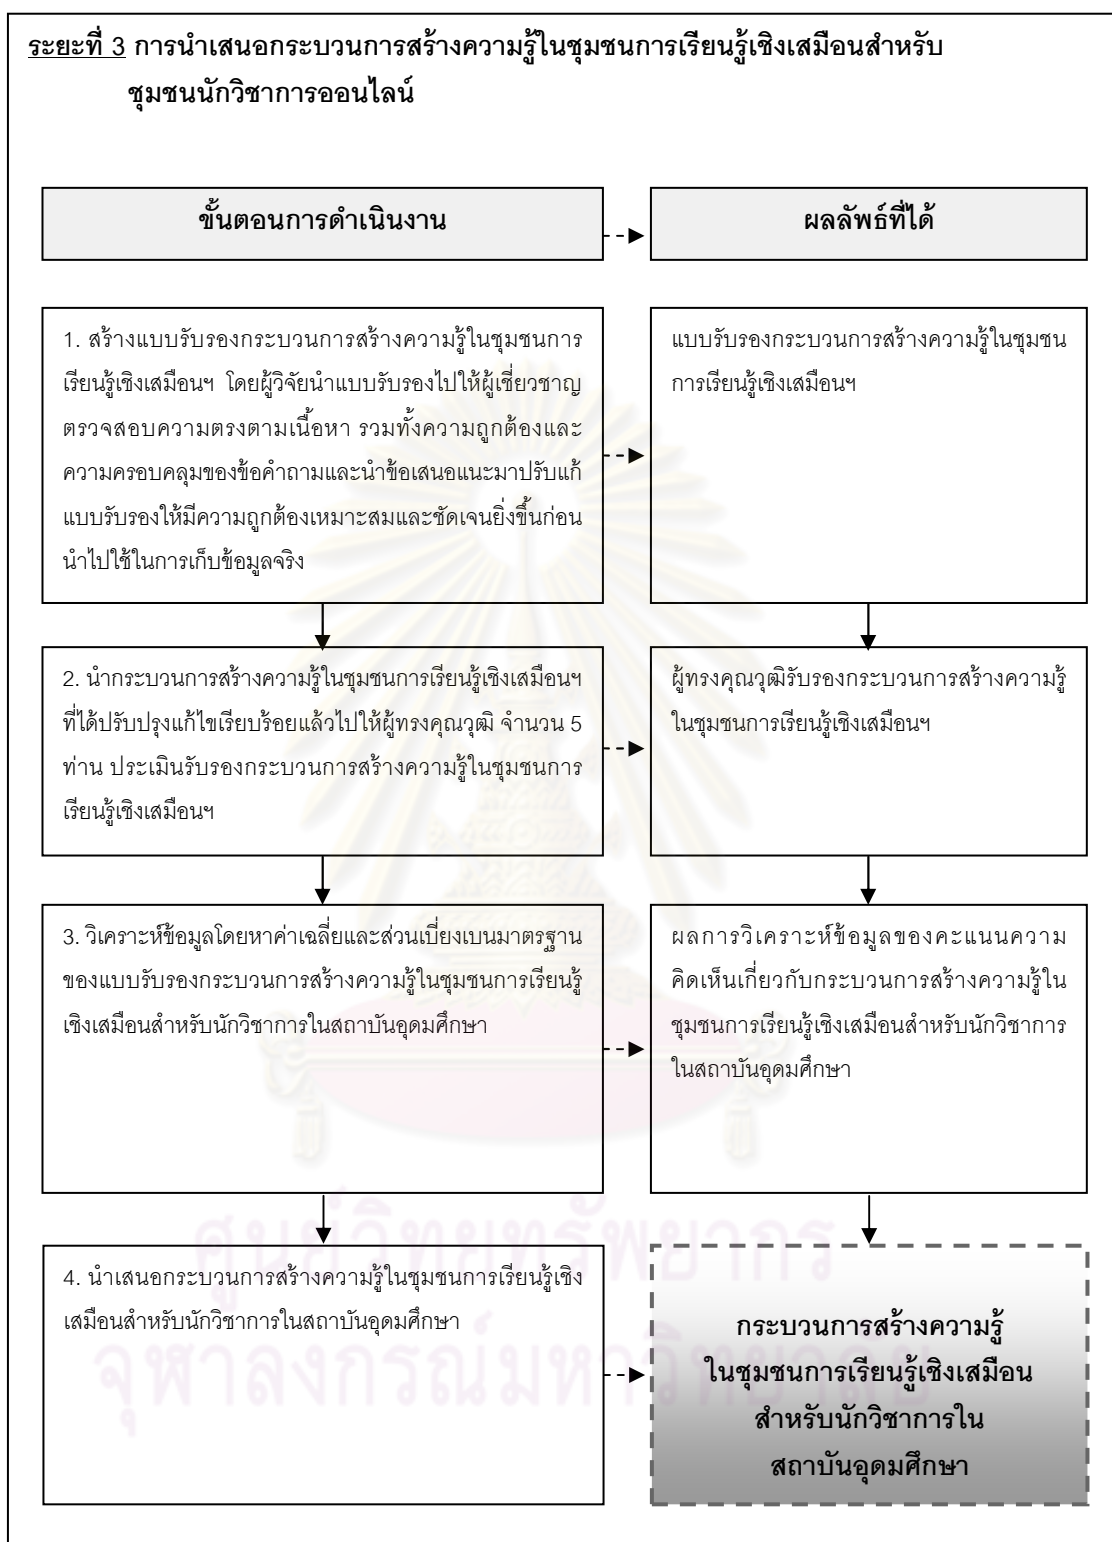 ระยะที่ 3 การนำเสนอกระบวนการสร้างความรู้ในชุมชนการเรียนรู้เชิงเสมือนสำหรับ
ชุมชนนักวิชาการออนไลน์
ขั้นตอนการดำเนินงาน
ผลลัพธ์ที่ได้
1. สร้างแบบรับรองกระบวนการสร้างความรู้ในชุมชนการ
เรียนรู้เชิงเสมือนฯ โดยผู้วิจัยนำแบบรับรองไปให้ผู้เชี่ยวชาญ
ตรวจสอบความตรงตามเนื้อหา รวมทั้งความถูกต้องและ
ความครอบคลุมของข้อคำถามและนำข้อเสนอแนะมาปรับแก้
แบบรับรองให้มีความถูกต้องเหมาะสมและชัดเจนยิ่งขึ้นก่อน
นำไปใช้ในการเก็บข้อมูลจริง
แบบรับรองกระบวนการสร้างความรู้ในชุมชน
การเรียนรู้เชิงเสมือนฯ
2. นำกระบวนการสร้างความรู้ในชุมชนการเรียนรู้เชิงเสมือนฯ
ที่ได้ปรับปรุงแก้ไขเรียบร้อยแล้วไปให้ผู้ทรงคุณวุฒิ จำนวน 5
ท่าน ประเมินรับรองกระบวนการสร้างความรู้ในชุมชนการ
เรียนรู้เชิงเสมือนฯ
ผู้ทรงคุณวุฒิรับรองกระบวนการสร้างความรู้
ในชุมชนการเรียนรู้เชิงเสมือนฯ
3. วิเคราะห์ข้อมูลโดยหาค่าเฉลี่ยและส่วนเบี่ยงเบนมาตรฐาน
ของแบบรับรองกระบวนการสร้างความรู้ในชุมชนการเรียนรู้
เชิงเสมือนสำหรับนักวิชาการในสถาบันอุดมศึกษา
ผลการวิเคราะห์ข้อมูลของคะแนนความ
คิดเห็นเกี่ยวกับกระบวนการสร้างความรู้ใน
ชุมชนการเรียนรู้เชิงเสมือนสำหรับนักวิชาการ
ในสถาบันอุดมศึกษา
4. นำเสนอกระบวนการสร้างความรู้ในชุมชนการเรียนรู้เชิง
เสมือนสำหรับนักวิชาการในสถาบันอุดมศึกษา
กระบวนการสร้างความรู้
ในชุมชนการเรียนรู้เชิงเสมือน
สำหรับนักวิชาการใน
สถาบันอุดมศึกษา
ศูนย์วิทยทรัพยากร
จุฬาลงกรณ์มหาวิทยาลัย